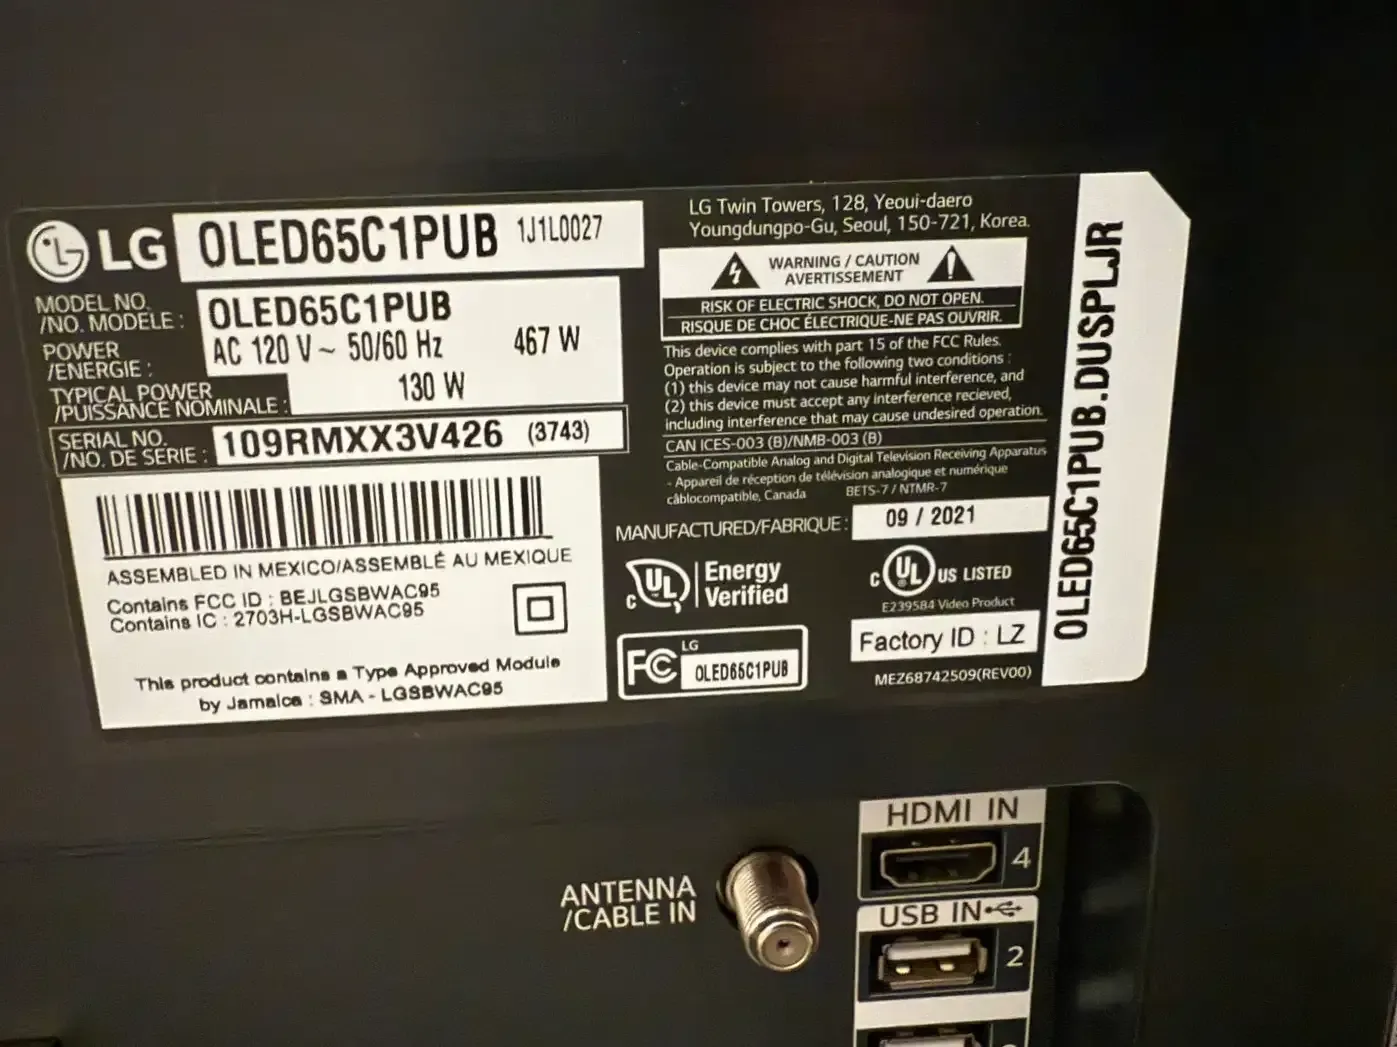 LG OLED65C1PUB 1J1L0027
MODEL NO.
/NO. MODÈLE : OLED65C1PUB
POWER
/ÉNERGIE : AC 120 V ~ 50/60 Hz 467 W
TYPICAL POWER
/PUISSANCE NOMINALE : 130 W
SERIAL NO.
/NO. DE SÉRIE : 109RMXX3V426 (3743)
ASSEMBLED IN MEXICO/ASSEMBLÉ AU MEXIQUE
Contains FCC ID : BEJLGSBWAC95
Contains IC : 2703H-LGSBWAC95
This product contains a Type Approved Module
by Jamaica : SMA - LGSBWAC95
LG Twin Towers, 128, Yeoui-daero
Youngdungpo-Gu, Seoul, 150-721, Korea.
WARNING / CAUTION
AVERTISSEMENT
RISK OF ELECTRIC SHOCK, DO NOT OPEN.
RISQUE DE CHOC ÉLECTRIQUE-NE PAS OUVRIR.
This device complies with part 15 of the FCC Rules.
Operation is subject to the following two conditions :
(1) this device may not cause harmful interference, and
(2) this device must accept any interference recieved,
including interference that may cause undesired operation.
CAN ICES-003 (B)/NMB-003 (B)
Cable-Compatible Analog and Digital Television Receiving Apparatus
- Appareil de réception de télévision analogique et numérique
câblocompatible, Canada BETS-7 / NTMR-7
MANUFACTURED/FABRIQUÉ : 09 / 2021
c UL Energy
Verified
c UL US LISTED
E239584 Video Product
FC LG
OLED65C1PUB
Factory ID : LZ
MEZ68742509(REV00)
OLED65C1PUB.DUSPLJR
HDMI IN
4
ANTENNA
/CABLE IN
USB IN
2